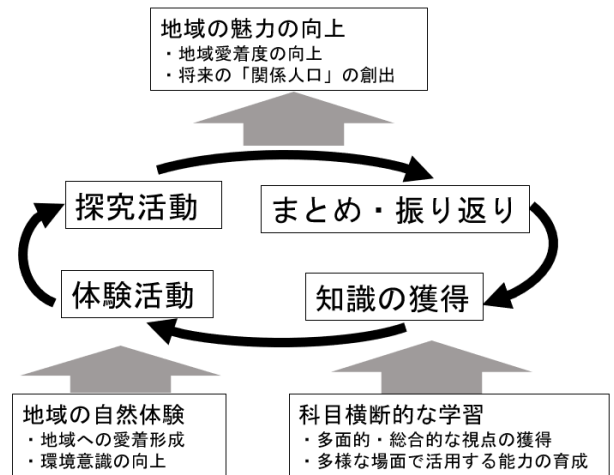 地域の魅力の向上
・地域愛着度の向上
・将来の「関係人口」の創出
探究活動
まとめ・振り返り
体験活動
知識の獲得
地域の自然体験
・地域への愛着形成
・環境意識の向上
科目横断的な学習
・多面的・総合的な視点の獲得
・多様な場面で活用する能力の育成